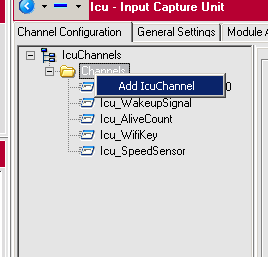 Icu - Input Capture Unit
Channel Configuration General Settings Module
IcuChannels
Channels
Add IcuChannel 0
Icu_WakeupSignal
Icu_AliveCount
Icu_WifiKey
Icu_SpeedSensor